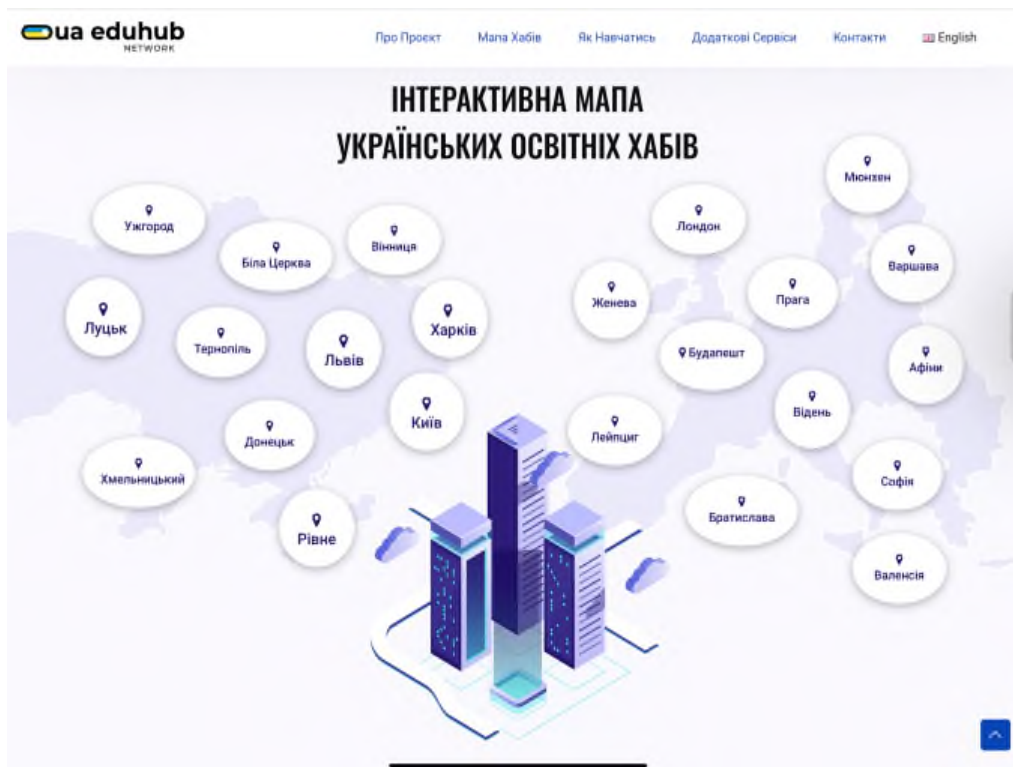 ua eduhub
NETWORK
Про Проєкт
Мапа Хабів
Як Навчатись
Додаткові Сервіси
Контакти
English
ІНТЕРАКТИВНА МАПА
УКРАЇНСЬКИХ ОСВІТНІХ ХАБІВ
Ужгород
Біла Церква
Вінниця
Луцьк
Тернопіль
Львів
Харків
Донецьк
Київ
Хмельницький
Рівне
Мюнхен
Лондон
Варшава
Женева
Прага
Будапешт
Афіни
Відень
Лейпциг
Софія
Братислава
Валенсія